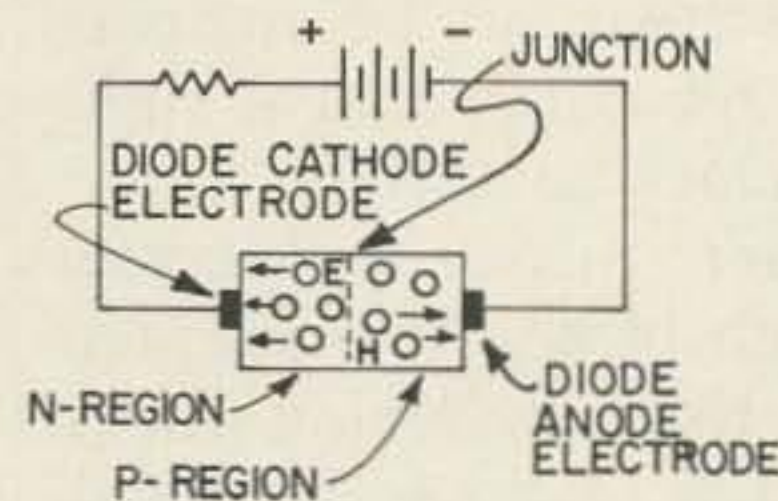 + -
JUNCTION
DIODE CATHODE
ELECTRODE
E
H
N-REGION
P-REGION
DIODE
ANODE
ELECTRODE